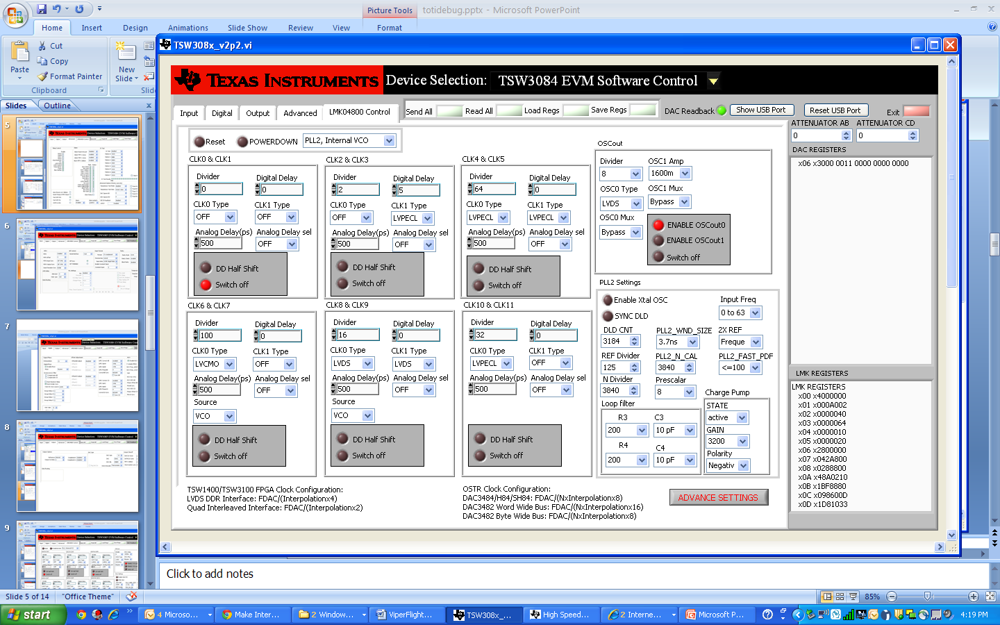 Picture Tools
totidebug.pptx - Microsoft PowerPoint
Home Insert Design Animations Slide Show Review View Format
Paste
Cut
Copy
Format Painter
Clipboard
New
Slide
Slides Outline
5
6
7
8
9
TSW308x_v2p2.vi
TEXAS INSTRUMENTS Device Selection: TSW3084 EVM Software Control
Input Digital Output Advanced LMK04800 Control
Send All Read All Load Regs Save Regs DAC Readback Show USB Port Reset USB Port Exit
Reset POWERDOWN PLL2, Internal VCO
CLK0 & CLK1
Divider Digital Delay
0 0
CLK0 Type CLK1 Type
OFF OFF
Analog Delay(ps) Analog Delay sel
500 OFF
DD Half Shift
Switch off
CLK2 & CLK3
Divider Digital Delay
2 5
CLK0 Type CLK1 Type
OFF LVPECL
Analog Delay(ps) Analog Delay sel
500 OFF
DD Half Shift
Switch off
CLK4 & CLK5
Divider Digital Delay
64 0
CLK0 Type CLK1 Type
LVPECL LVPECL
Analog Delay(ps) Analog Delay sel
500 OFF
DD Half Shift
Switch off
CLK6 & CLK7
Divider Digital Delay
100 0
CLK0 Type CLK1 Type
LVCMO OFF
Analog Delay(ps) Analog Delay sel
500 OFF
Source
VCO
DD Half Shift
Switch off
CLK8 & CLK9
Divider Digital Delay
16 0
CLK0 Type CLK1 Type
LVDS LVDS
Analog Delay(ps) Analog Delay sel
500 OFF
Source
VCO
DD Half Shift
Switch off
CLK10 & CLK11
Divider Digital Delay
32 0
CLK0 Type CLK1 Type
LVPECL OFF
Analog Delay(ps) Analog Delay sel
500 OFF
DD Half Shift
Switch off
OSCout
Divider OSC1 Amp
8 1600m
OSC0 Type OSC1 Mux
LVDS Bypass
OSC0 Mux
Bypass
ENABLE OSCout0
ENABLE OSCout1
Switch off
PLL2 Settings
Enable Xtal OSC Input Freq
SYNC DLD 0 to 63
DLD CNT PLL2_WND_SIZE 2X REF
3.7ns Freque
REF Divider PLL2_N_CAL PLL2_FAST_PDF
125 3840 <=100
N Divider Prescalar
3840 8
Loop filter
R3 C3
200 10 pF
R4 C4
200 10 pF
Charge Pump
STATE
active
GAIN
3200
Polarity
Negativ
TSW1400/TSW3100 FPGA Clock Configuration:
LVDS DDR Interface: FDAC/(Interpolationx4)
Quad Interleaved Interface: FDAC/(Interpolationx2)
OSTR Clock Configuration:
DAC3484/H84/SH84: FDAC/(NxInterpolationx8)
DAC3482 Word Wide Bus: FDAC/(NxInterpolationx16)
DAC3482 Byte Wide Bus: FDAC/(NxInterpolationx8)
ADVANCE SETTINGS
ATTENUATOR AB ATTENUATOR CD
0 0
DAC REGISTERS
x06 x3000 0011 0000 0000 0000
LMK REGISTERS
LMK REGISTERS
x00 x4000000
x01 x000A002
x02 x0000040
x03 x0000064
x04 x0000010
x05 x0000020
x06 x2800000
x07 x042A800
x08 x0288800
x0A x48A0210
x0B x1BF8880
x0C x098600D
x0D x1D81033
Click to add notes
Slide 5 of 14 "Office Theme" 85%
start 4 Microso... Make Inter... 2 Window... ViperFlight... TSW308x_... High Speed... 2 Interne... Microsoft P... 4:19 PM